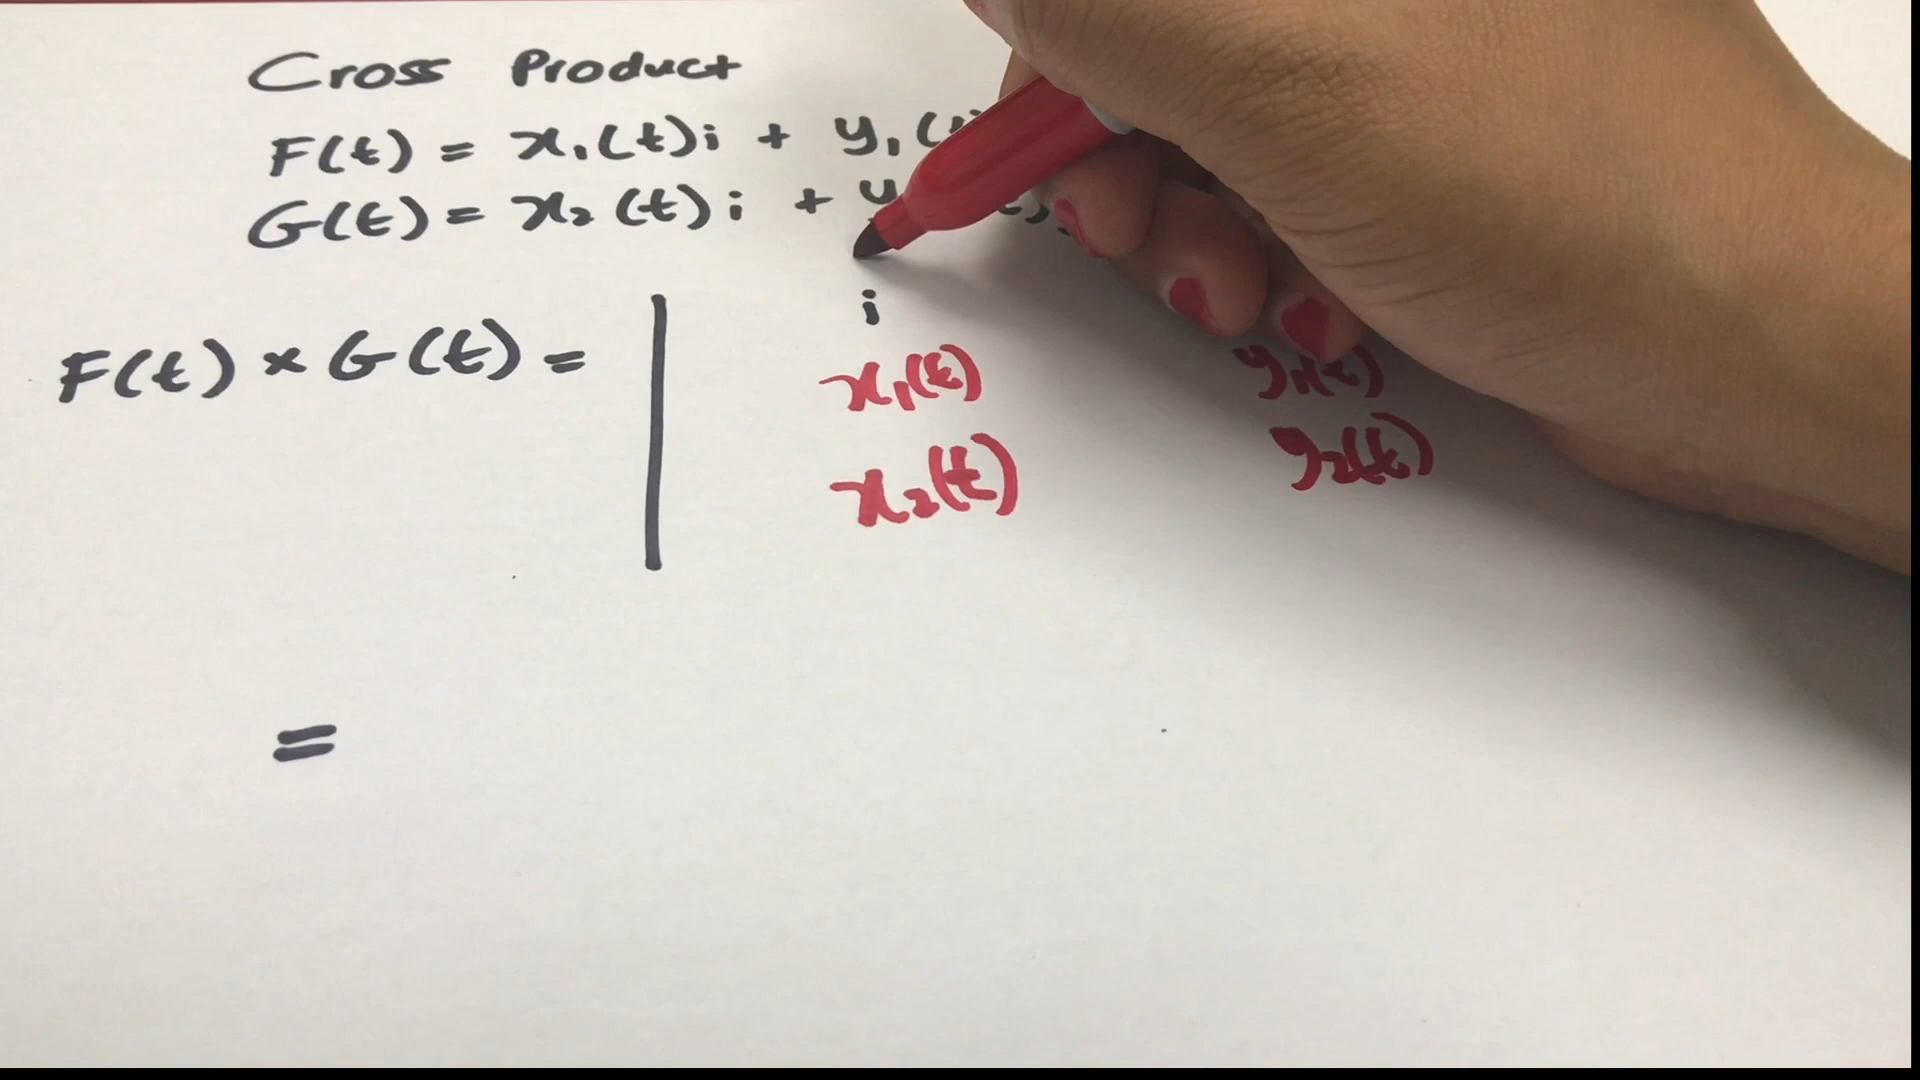 Cross Product
F(t) = x₁(t)i + y₁(
G(t) = x₂(t)i + y
i
F(t) × G(t) =
x₁(t) y₁(t)
x₂(t) y₂(t)
=